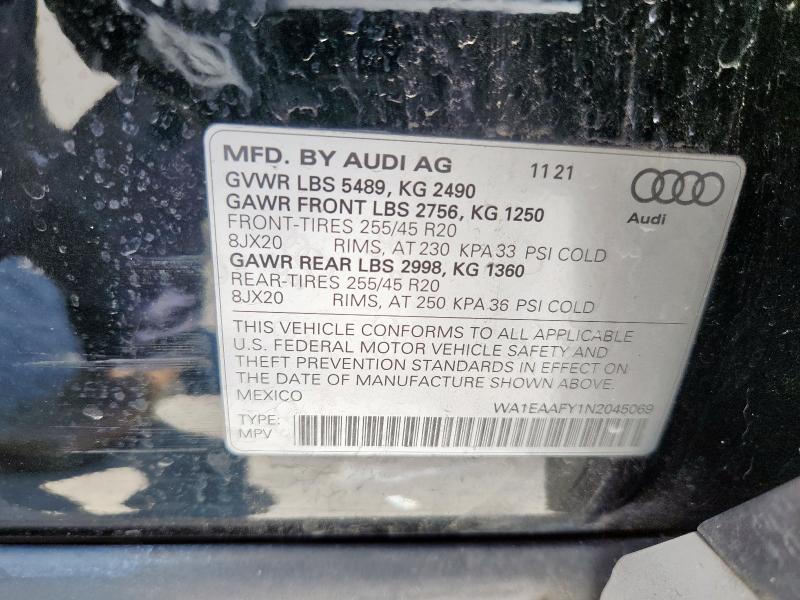 MFD. BY AUDI AG 11 21
GVWR LBS 5489, KG 2490
GAWR FRONT LBS 2756, KG 1250
Audi
FRONT-TIRES 255/45 R20
8JX20 RIMS, AT 230 KPA 33 PSI COLD
GAWR REAR LBS 2998, KG 1360
REAR-TIRES 255/45 R20
8JX20 RIMS, AT 250 KPA 36 PSI COLD
THIS VEHICLE CONFORMS TO ALL APPLICABLE
U.S. FEDERAL MOTOR VEHICLE SAFETY AND
THEFT PREVENTION STANDARDS IN EFFECT ON
THE DATE OF MANUFACTURE SHOWN ABOVE.
MEXICO WA1EAAFY1N2045069
TYPE:
MPV